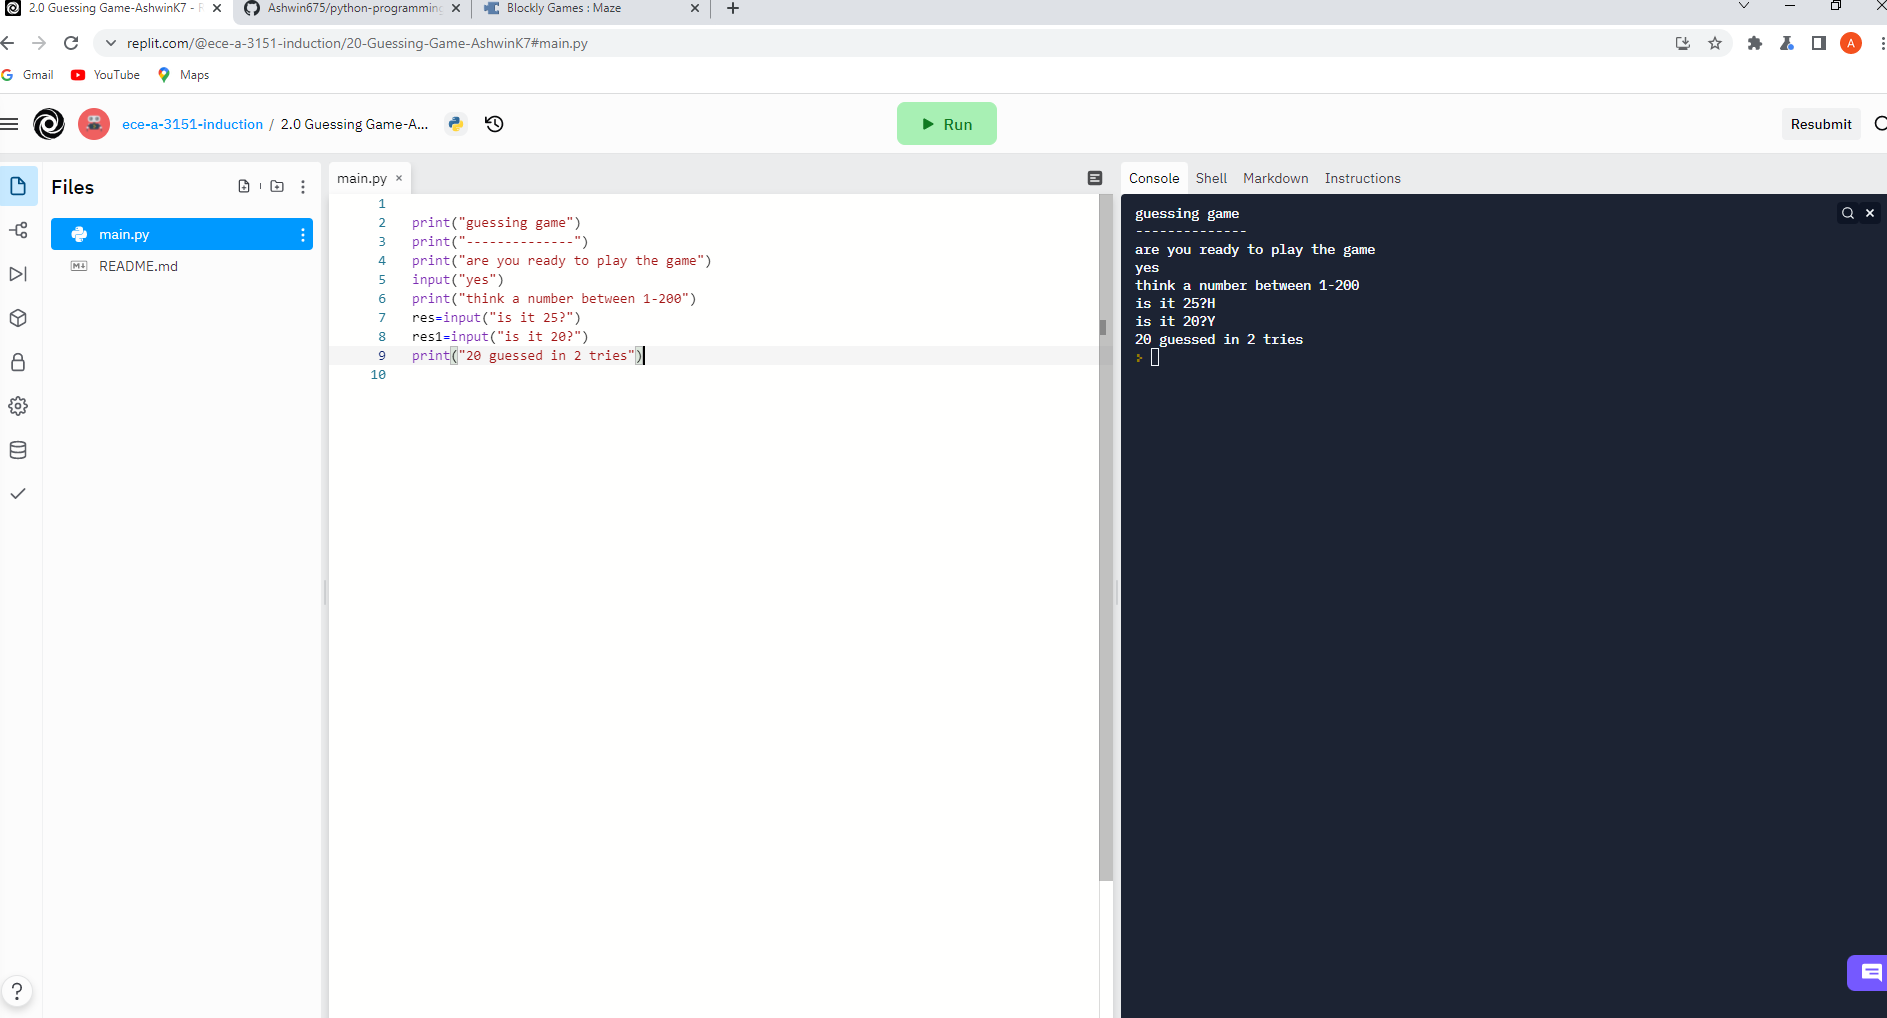 2.0 Guessing Game-AshwinK7 - R
Ashwin675/python-programming
Blockly Games : Maze
replit.com/@ece-a-3151-induction/20-Guessing-Game-AshwinK7#main.py
A
Gmail
YouTube
Maps
ece-a-3151-induction / 2.0 Guessing Game-A...
Run
Resubmit
Files
main.py
README.md
main.py
1
2 print("guessing game")
3 print("--------------")
4 print("are you ready to play the game")
5 input("yes")
6 print("think a number between 1-200")
7 res=input("is it 25?")
8 res1=input("is it 20?")
9 print("20 guessed in 2 tries")
10
Console Shell Markdown Instructions
guessing game
--------------
are you ready to play the game
yes
think a number between 1-200
is it 25?H
is it 20?Y
20 guessed in 2 tries
?